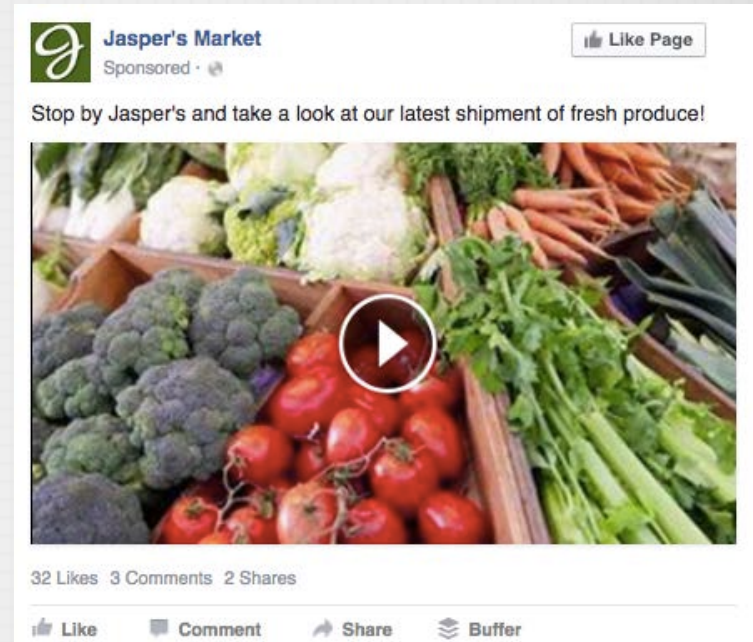 Jasper's Market
Like Page
Sponsored ·
Stop by Jasper's and take a look at our latest shipment of fresh produce!
32 Likes 3 Comments 2 Shares
Like Comment Share Buffer